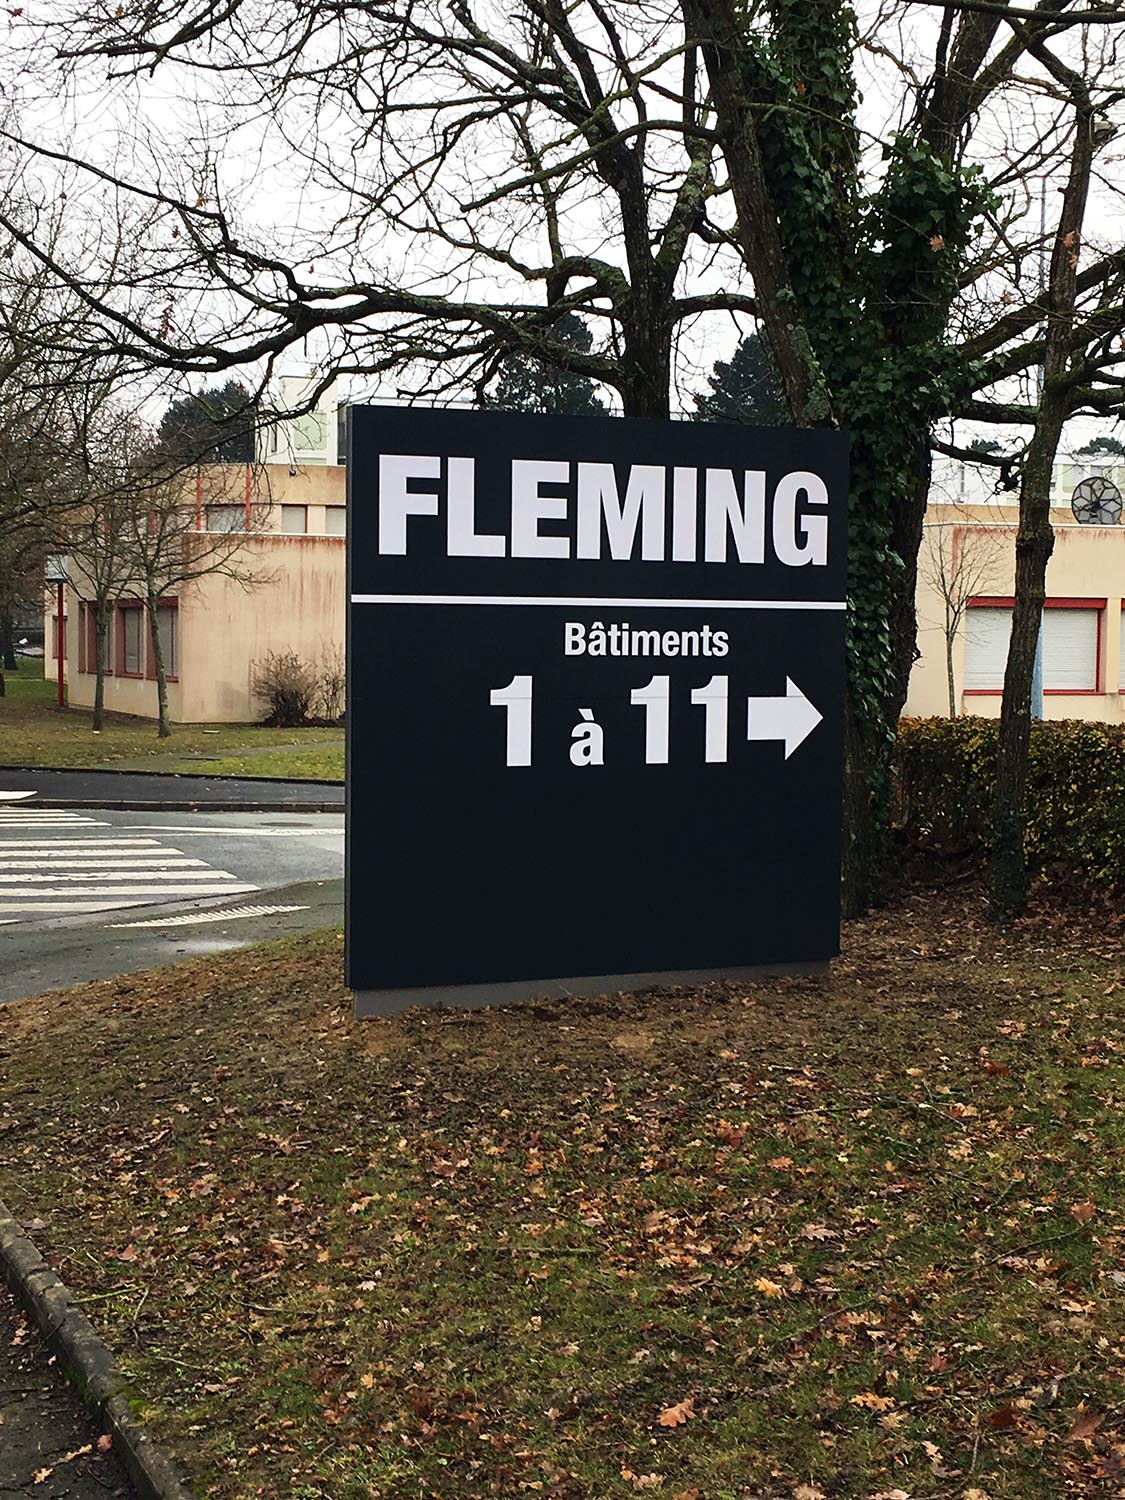 FLEMING
Bâtiments
1 à 11